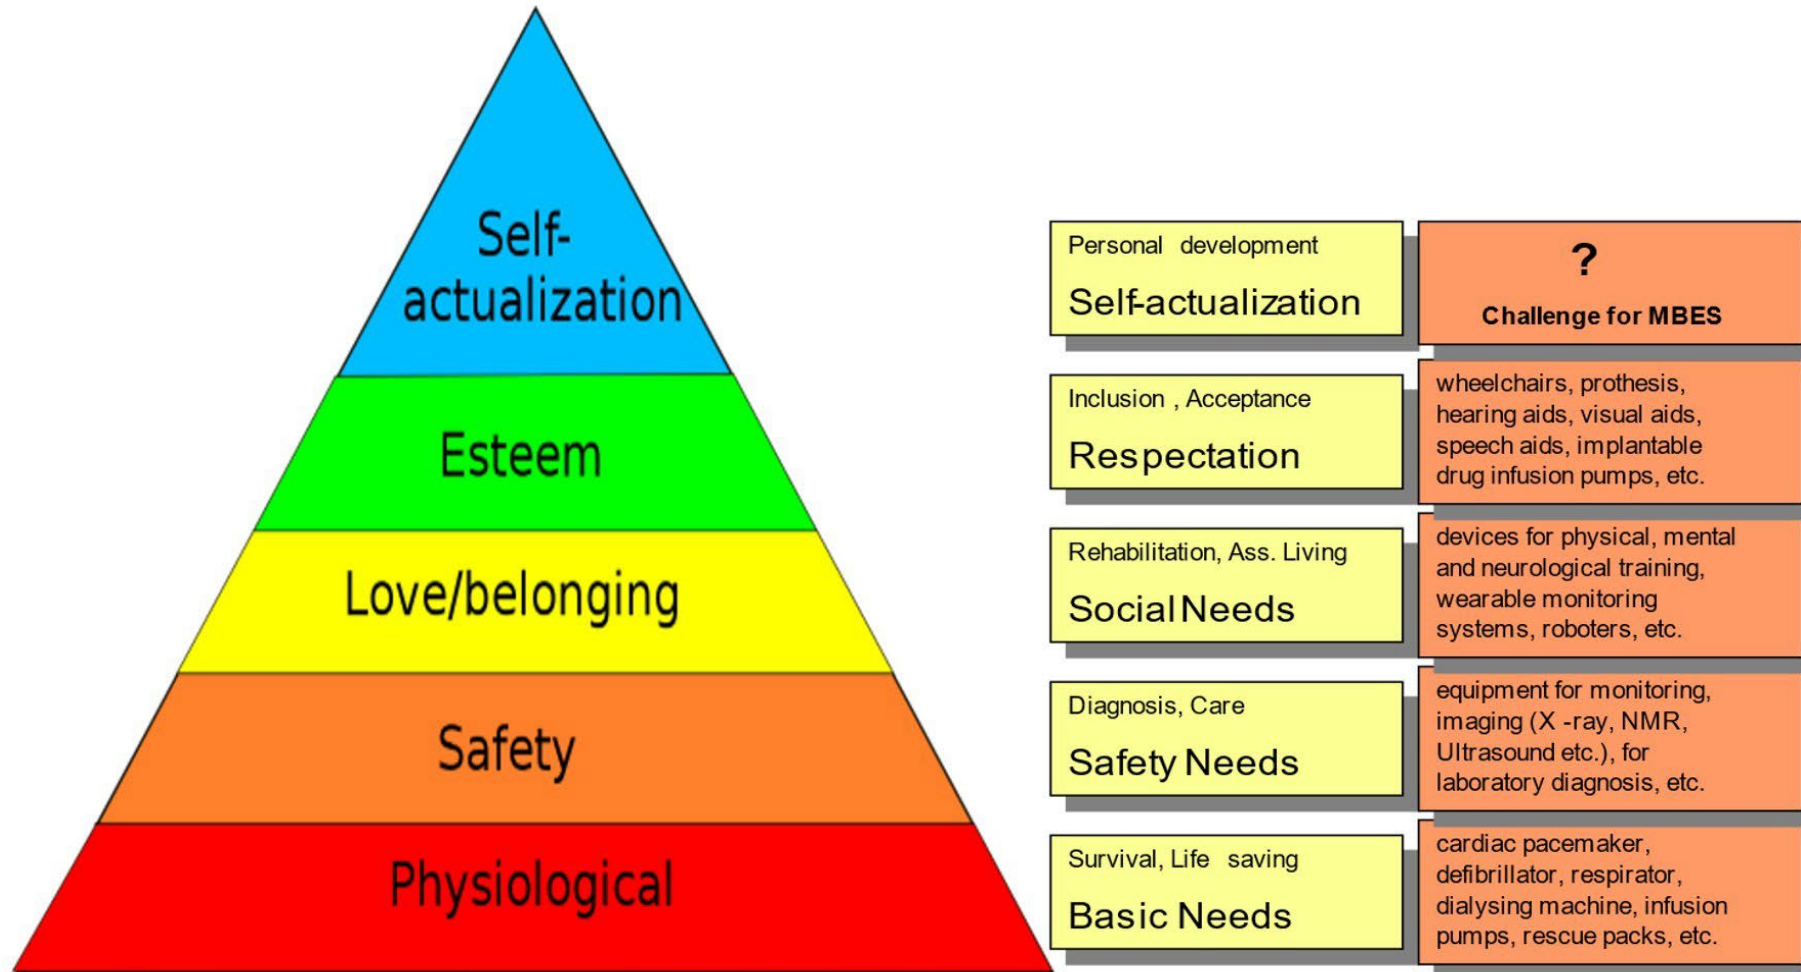 Self-
actualization
Esteem
Love/belonging
Safety
Physiological
Personal development
Self-actualization
?
Challenge for MBES
Inclusion , Acceptance
Respectation
wheelchairs, prothesis,
hearing aids, visual aids,
speech aids, implantable
drug infusion pumps, etc.
Rehabilitation, Ass. Living
Social Needs
devices for physical, mental
and neurological training,
wearable monitoring
systems, roboters, etc.
Diagnosis, Care
Safety Needs
equipment for monitoring,
imaging (X -ray, NMR,
Ultrasound etc.), for
laboratory diagnosis, etc.
Survival, Life saving
Basic Needs
cardiac pacemaker,
defibrillator, respirator,
dialysing machine, infusion
pumps, rescue packs, etc.